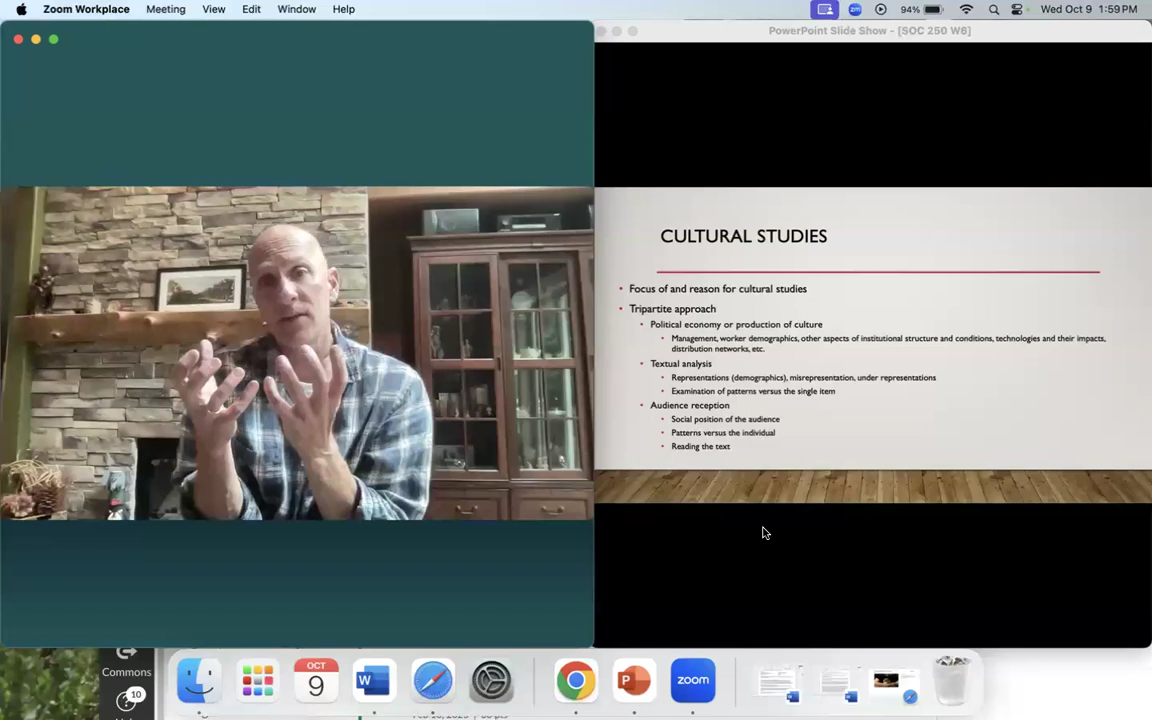 Zoom Workplace Meeting View Edit Window Help
zm 94% Wed Oct 9 1:59 PM
PowerPoint Slide Show - [SOC 250 W6]
CULTURAL STUDIES
• Focus of and reason for cultural studies
• Tripartite approach
• Political economy or production of culture
• Management, worker demographics, other aspects of institutional structure and conditions, technologies and their impacts,
distribution networks, etc.
• Textual analysis
• Representations (demographics), misrepresentation, under representations
• Examination of patterns versus the single item
• Audience reception
• Social position of the audience
• Patterns versus the individual
• Reading the text
Commons
10
OCT
9
W
P
zoom